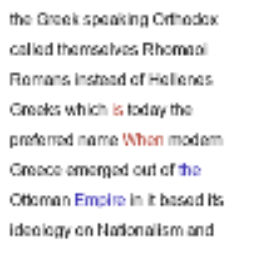 the Greek speaking Orthodox
called themselves Rhomaoi
Romans instead of Hellenes
Greeks which is today the
preferred name When modern
Greece emerged out of the
Ottoman Empire in it based its
ideology on Nationalism and